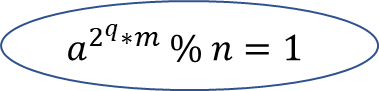 a^{2^q*m} % n = 1